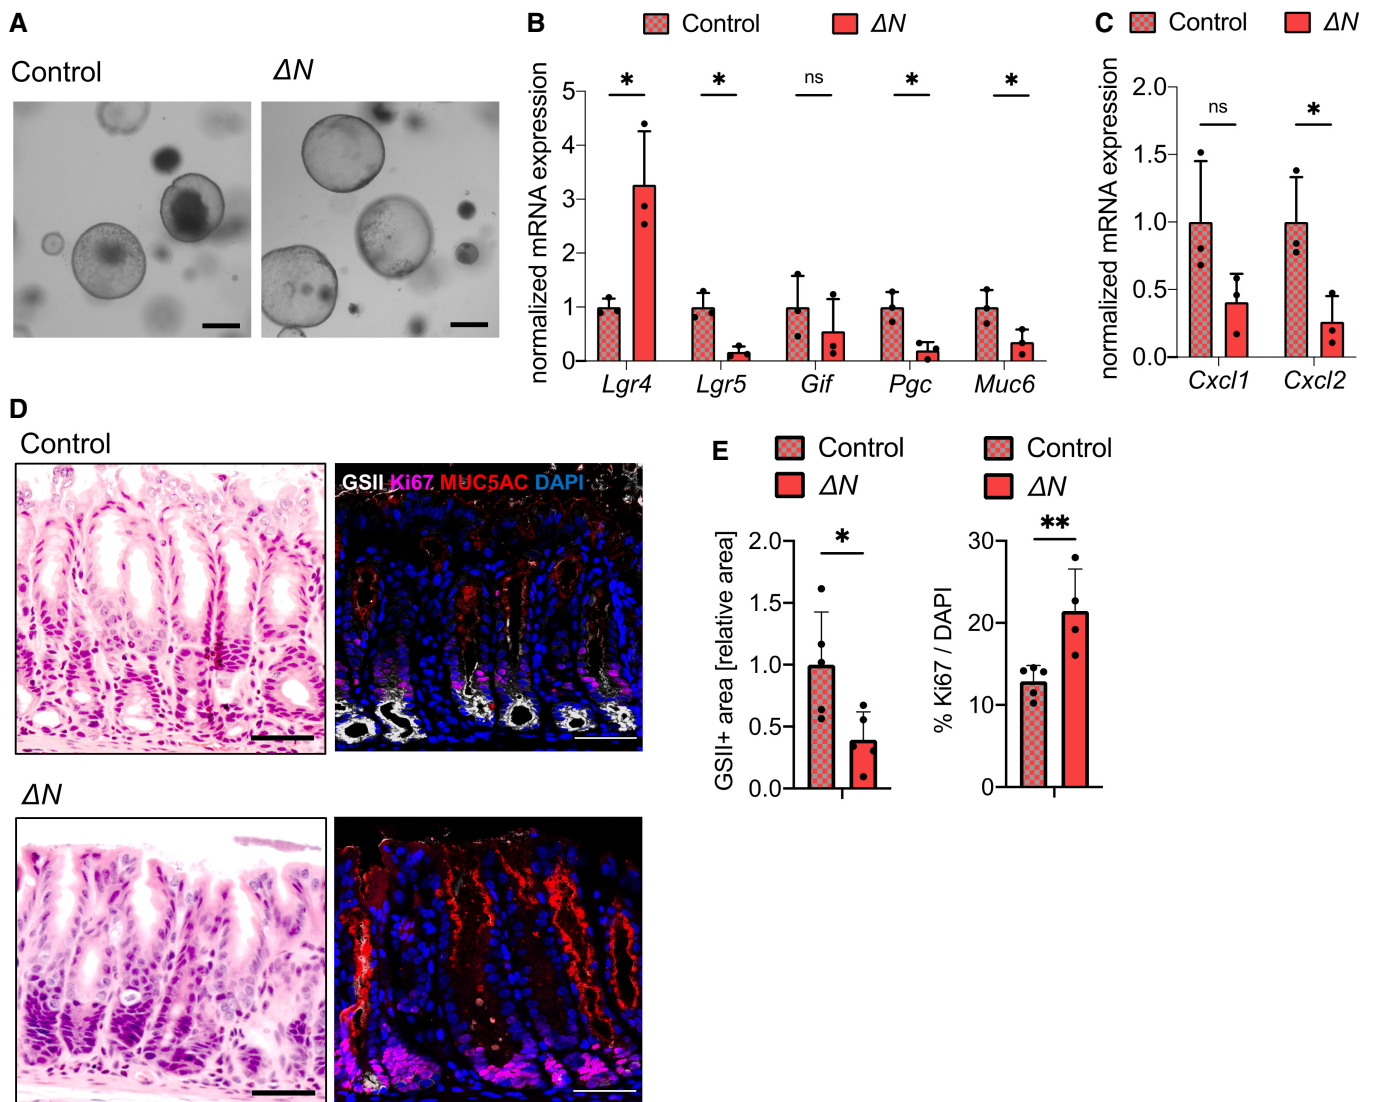 A
Control
ΔN
B
Control
ΔN
normalized mRNA expression
5
4
3
2
1
0
*
*
ns
*
*
Lgr4
Lgr5
Gif
Pgc
Muc6
C
Control
ΔN
normalized mRNA expression
2.0
1.5
1.0
0.5
0.0
ns
*
Cxcl1
Cxcl2
D
Control
GSII Ki67 MUC5AC DAPI
ΔN
E
Control
ΔN
GSII+ area [relative area]
2.0
1.5
1.0
0.5
0.0
*
Control
ΔN
% Ki67 / DAPI
30
20
10
0
**